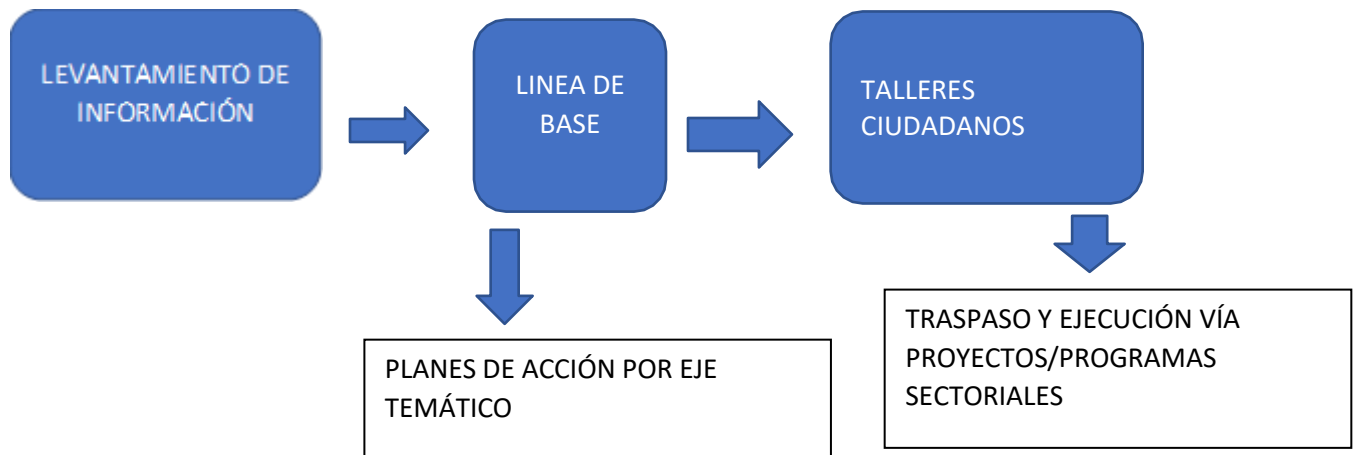 LEVANTAMIENTO DE
INFORMACIÓN
LINEA DE
BASE
TALLERES
CIUDADANOS
PLANES DE ACCIÓN POR EJE
TEMÁTICO
TRASPASO Y EJECUCIÓN VÍA
PROYECTOS/PROGRAMAS
SECTORIALES